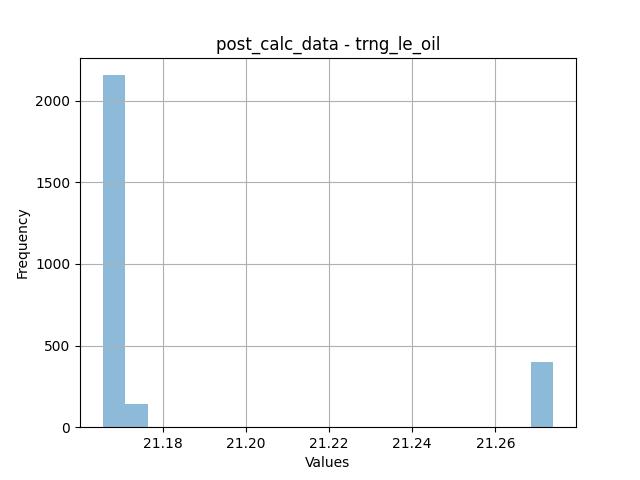 post_calc_data - trng_le_oil
2000
1500
1000
500
0
Frequency
21.18 21.20 21.22 21.24 21.26
Values